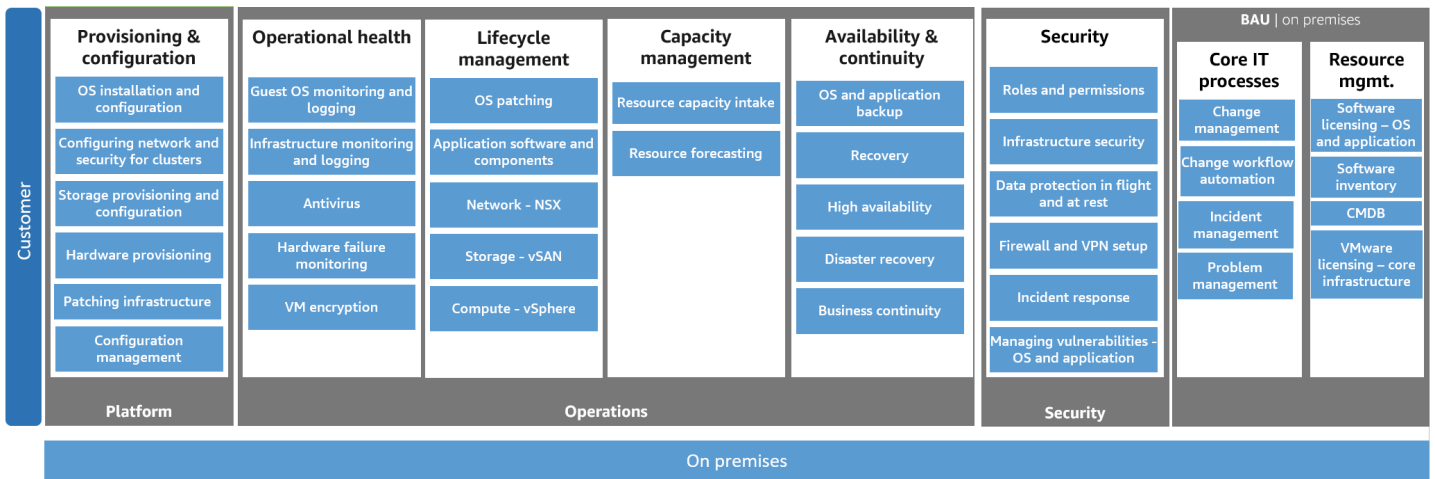 Customer
Provisioning &
configuration
OS installation and
configuration
Configuring network and
security for clusters
Storage provisioning and
configuration
Hardware provisioning
Patching infrastructure
Configuration
management
Platform
Operational health
Guest OS monitoring and
logging
Infrastructure monitoring
and logging
Antivirus
Hardware failure
monitoring
VM encryption
Lifecycle
management
OS patching
Application software and
components
Network - NSX
Storage - vSAN
Compute - vSphere
Capacity
management
Resource capacity intake
Resource forecasting
Availability &
continuity
OS and application
backup
Recovery
High availability
Disaster recovery
Business continuity
Operations
Security
Roles and permissions
Infrastructure security
Data protection in flight
and at rest
Firewall and VPN setup
Incident response
Managing vulnerabilities -
OS and application
Security
BAU | on premises
Core IT
processes
Change
management
Change workflow
automation
Incident
management
Problem
management
Resource
mgmt.
Software
licensing – OS
and application
Software
inventory
CMDB
VMware
licensing – core
infrastructure
On premises